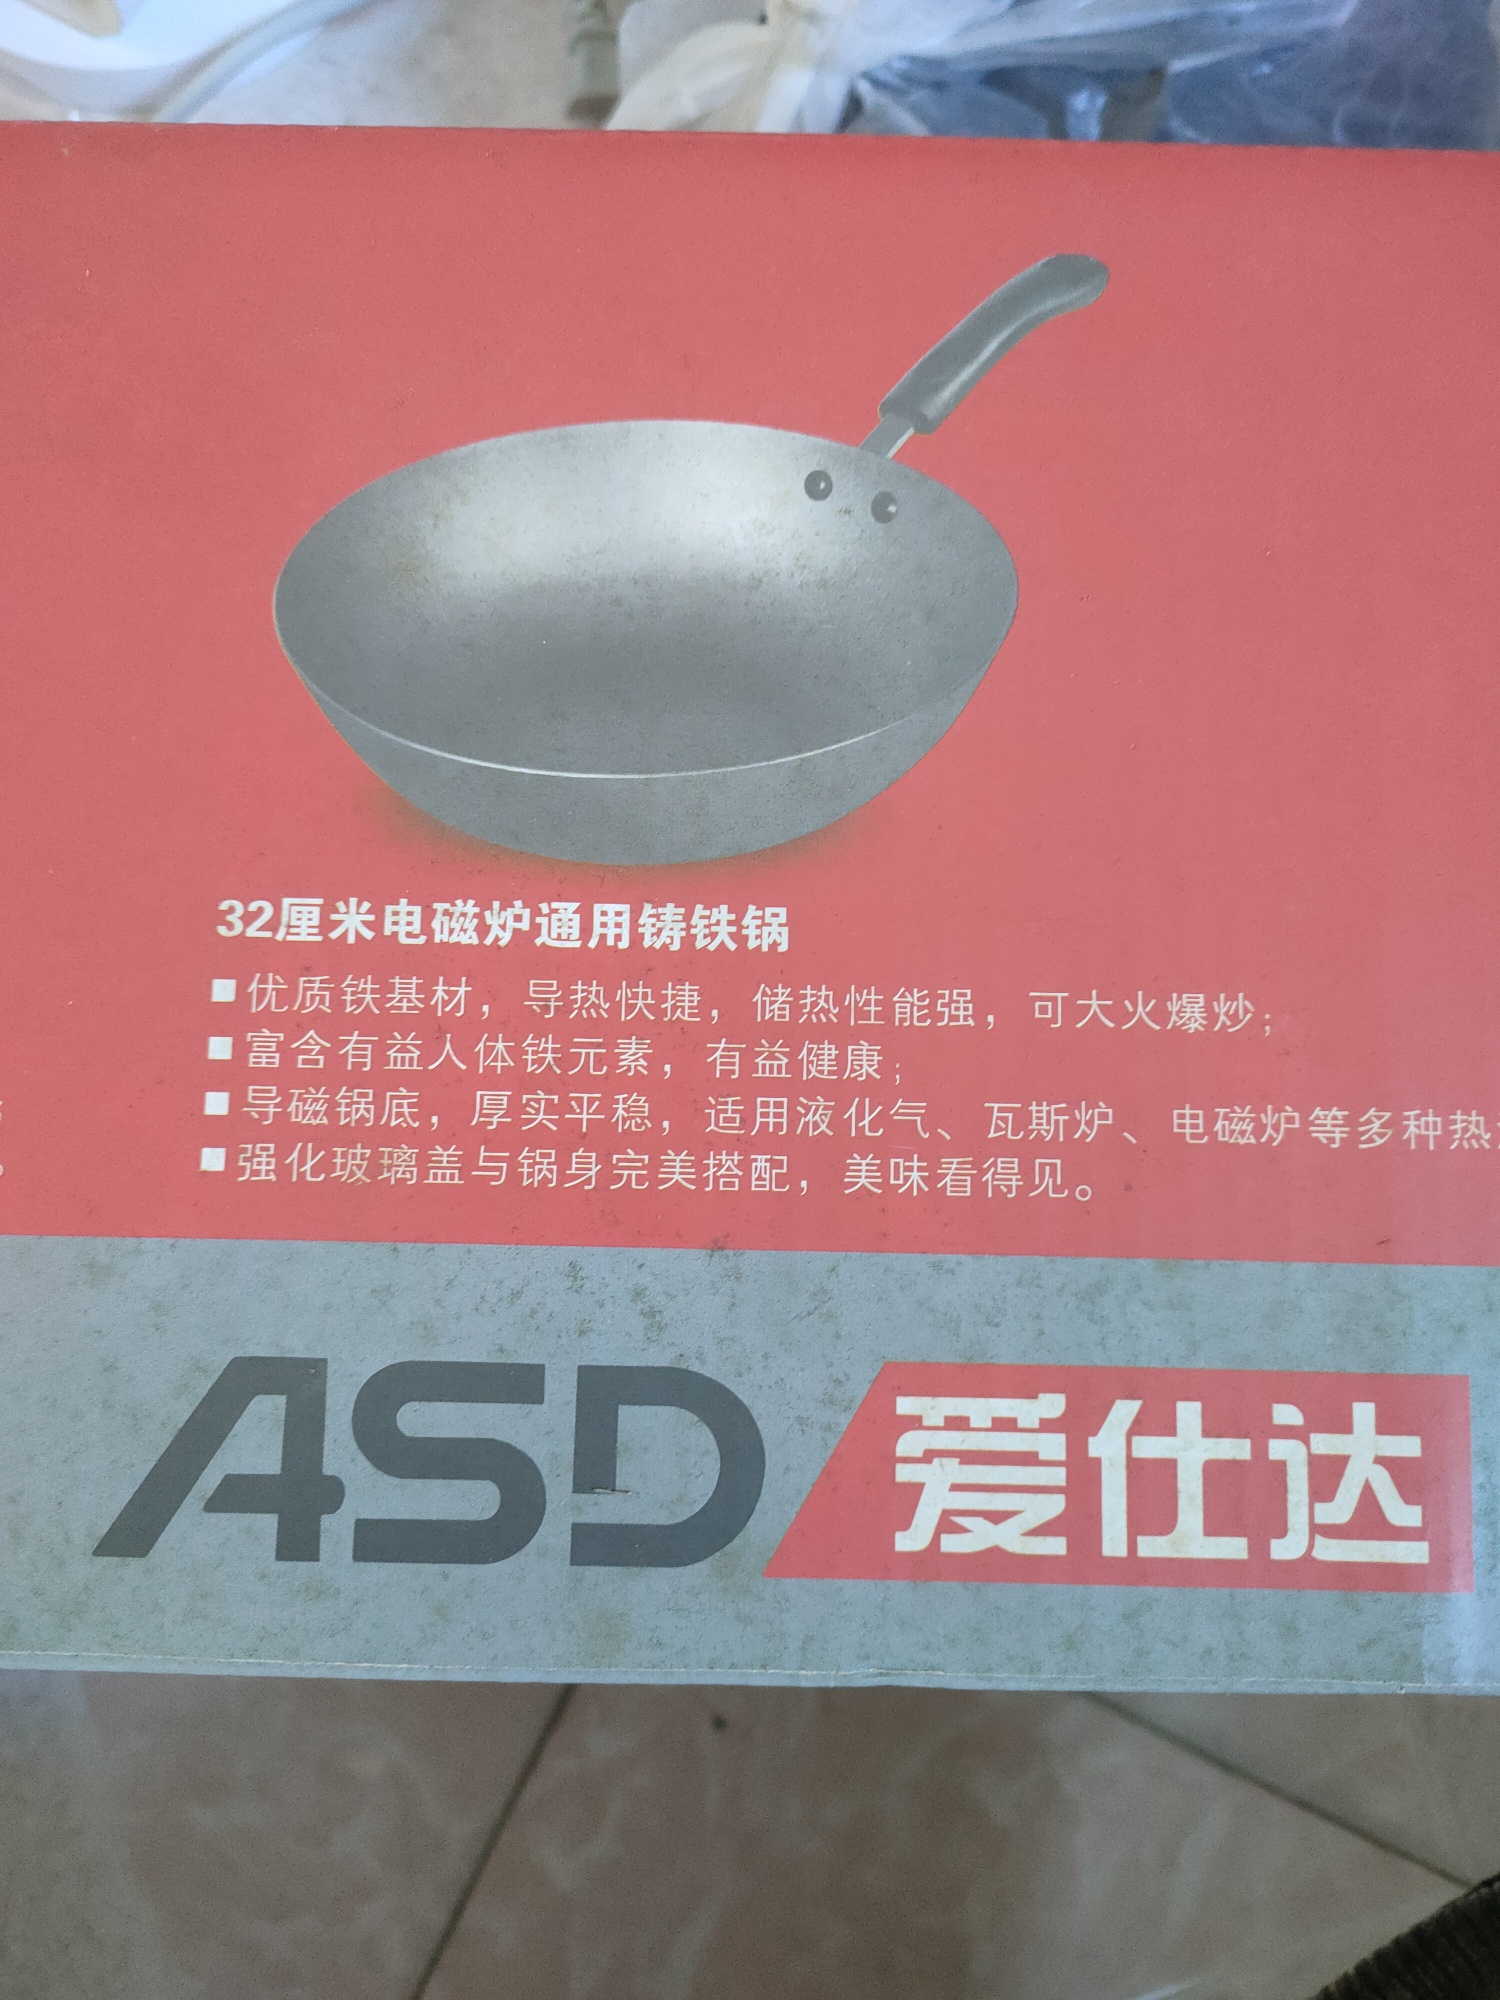 32厘米电磁炉通用铸铁锅
■优质铁基材，导热快捷，储热性能强，可大火爆炒；
■富含有益人体铁元素，有益健康；
■导磁锅底，厚实平稳，适用液化气、瓦斯炉、电磁炉等多种热
■强化玻璃盖与锅身完美搭配，美味看得见。
ASD 爱仕达